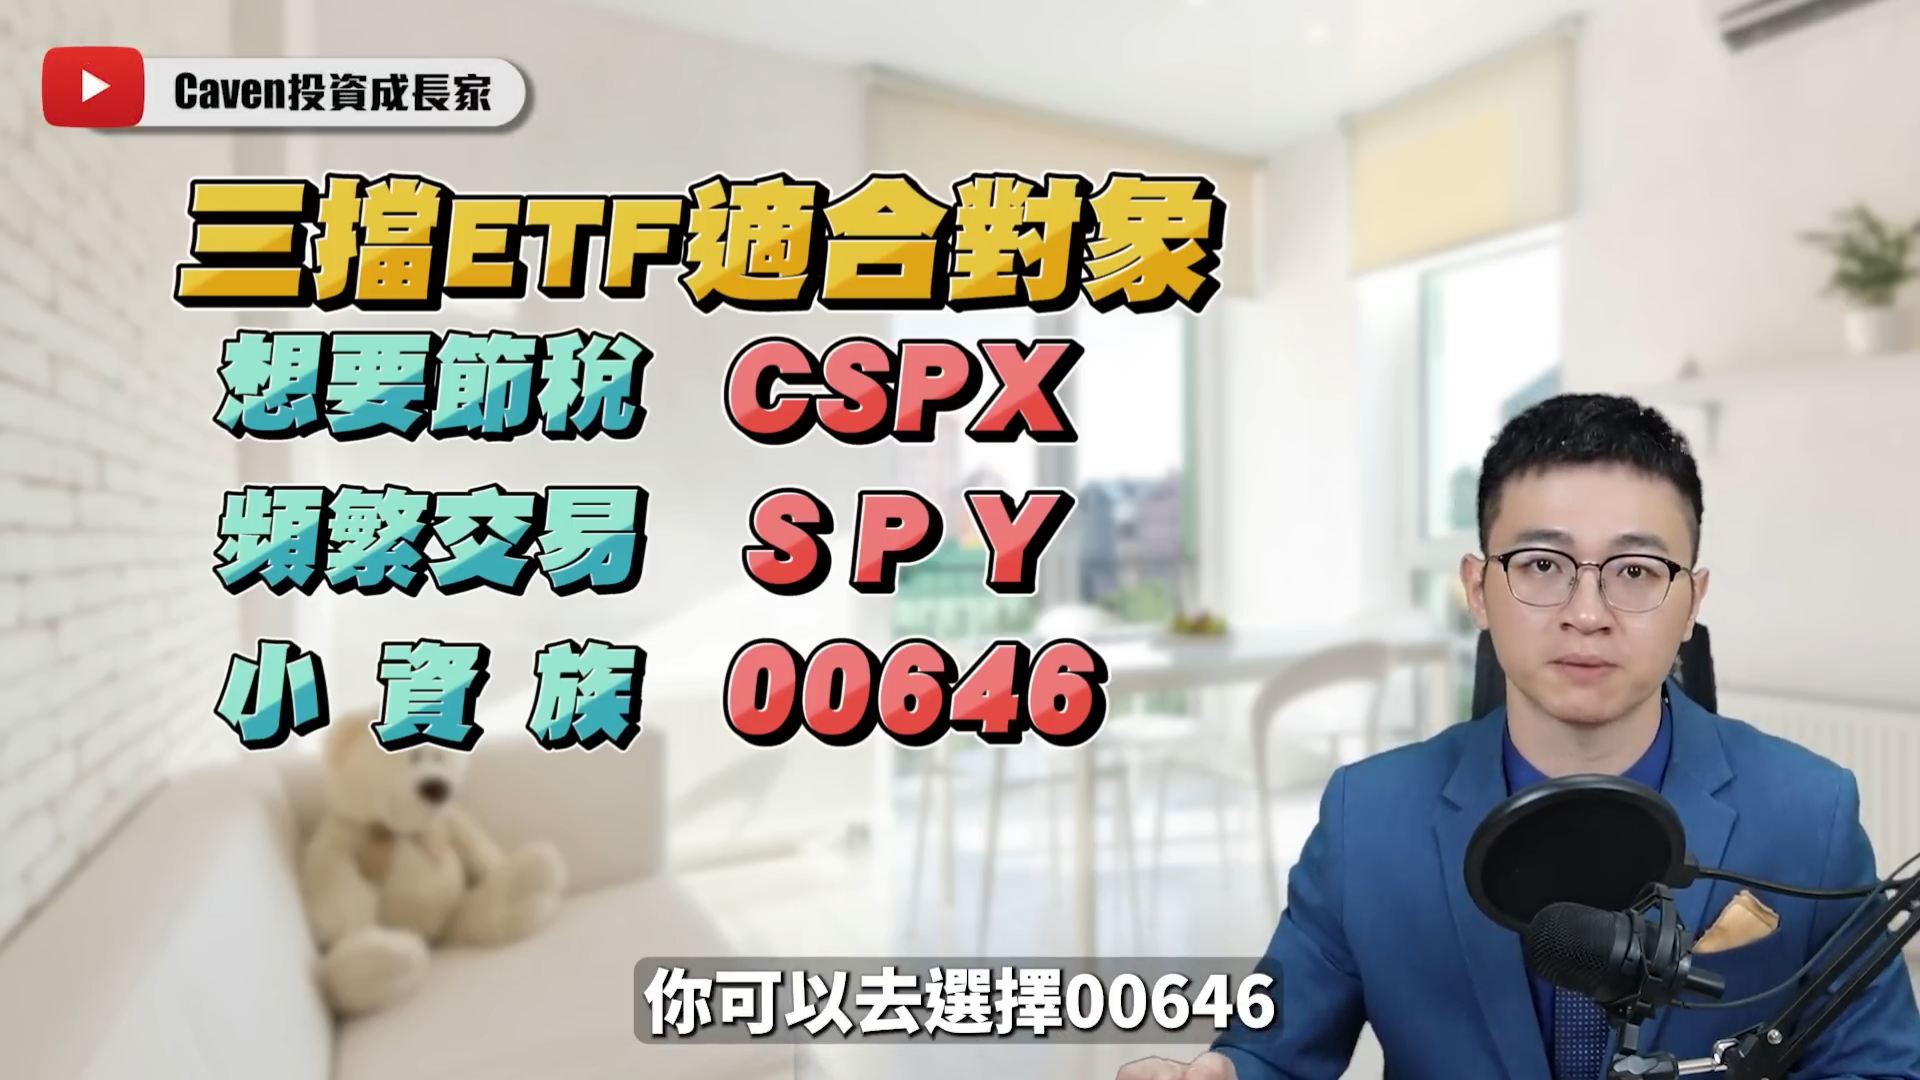 Caven投資成長家
三擋ETF適合對象
想要節稅 CSPX
頻繁交易 SPY
小資族 00646
你可以去選擇00646